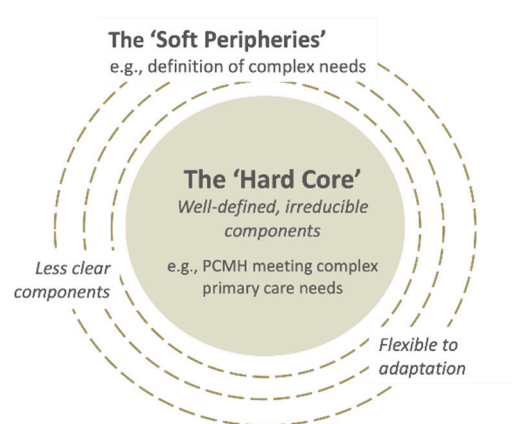 The ‘Soft Peripheries’
e.g., definition of complex needs
The ‘Hard Core’
Well-defined, irreducible
components
e.g., PCMH meeting complex
primary care needs
Less clear
components
Flexible to
adaptation